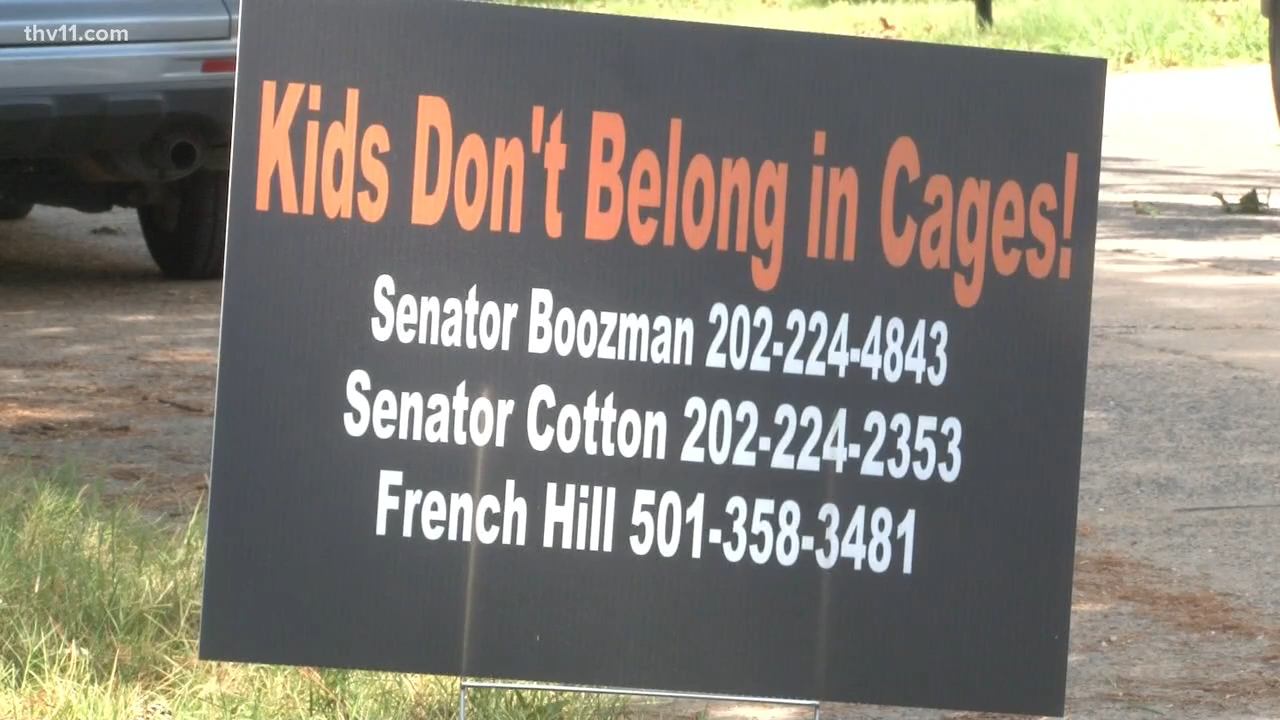 thv11.com
Kids Don't Belong in Cages!
Senator Boozman 202-224-4843
Senator Cotton 202-224-2353
French Hill 501-358-3481